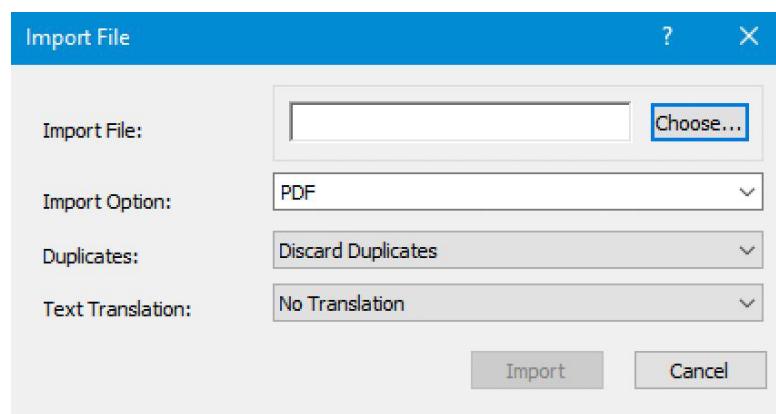 Import File ?
Import File: Choose...
Import Option: PDF
Duplicates: Discard Duplicates
Text Translation: No Translation
Import Cancel